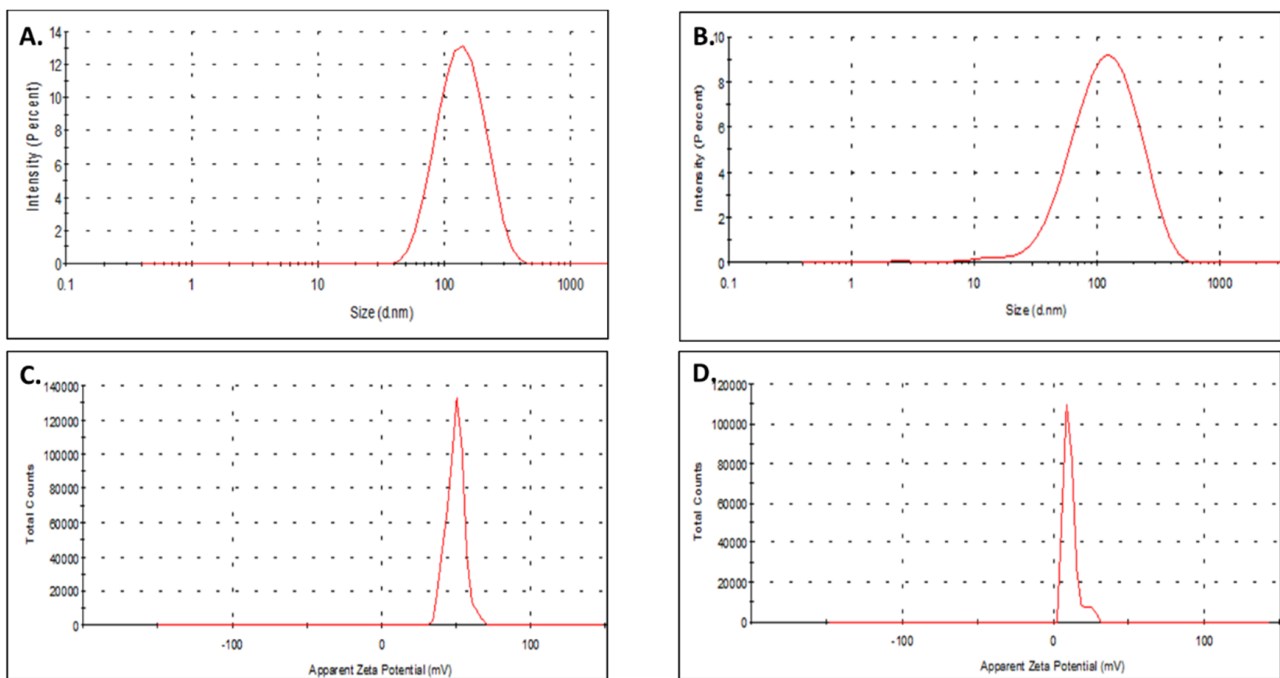 A.
14
12
10
8
6
4
2
0
Intensity (Percent)
0.1 1 10 100 1000
Size (d.nm)
B.
10
8
6
4
2
0
Intensity (Percent)
0.1 1 10 100 1000
Size (d.nm)
C.
140000
120000
100000
80000
60000
40000
20000
0
Total Counts
-100 0 100
Apparent Zeta Potential (mV)
D.
120000
100000
80000
60000
40000
20000
0
Total Counts
-100 0 100
Apparent Zeta Potential (mV)